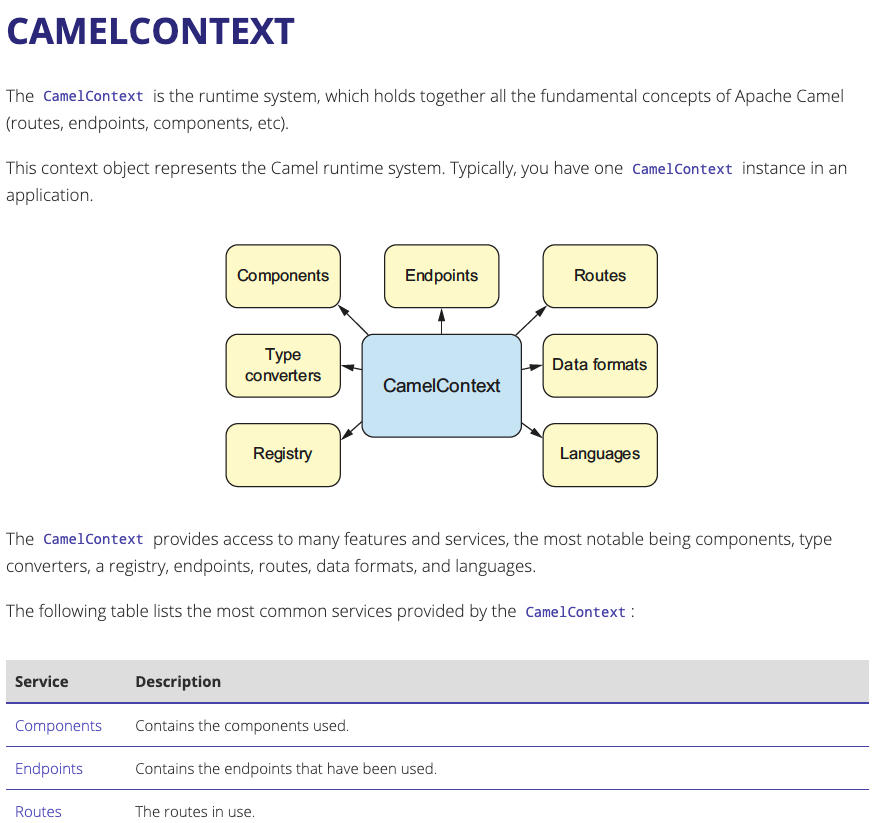 CAMELCONTEXT
The CamelContext is the runtime system, which holds together all the fundamental concepts of Apache Camel
(routes, endpoints, components, etc).
This context object represents the Camel runtime system. Typically, you have one CamelContext instance in an
application.
Components
Endpoints
Routes
Type
converters
CamelContext
Data formats
Registry
Languages
The CamelContext provides access to many features and services, the most notable being components, type
converters, a registry, endpoints, routes, data formats, and languages.
The following table lists the most common services provided by the CamelContext :
Service Description
Components Contains the components used.
Endpoints Contains the endpoints that have been used.
Routes The routes in use.